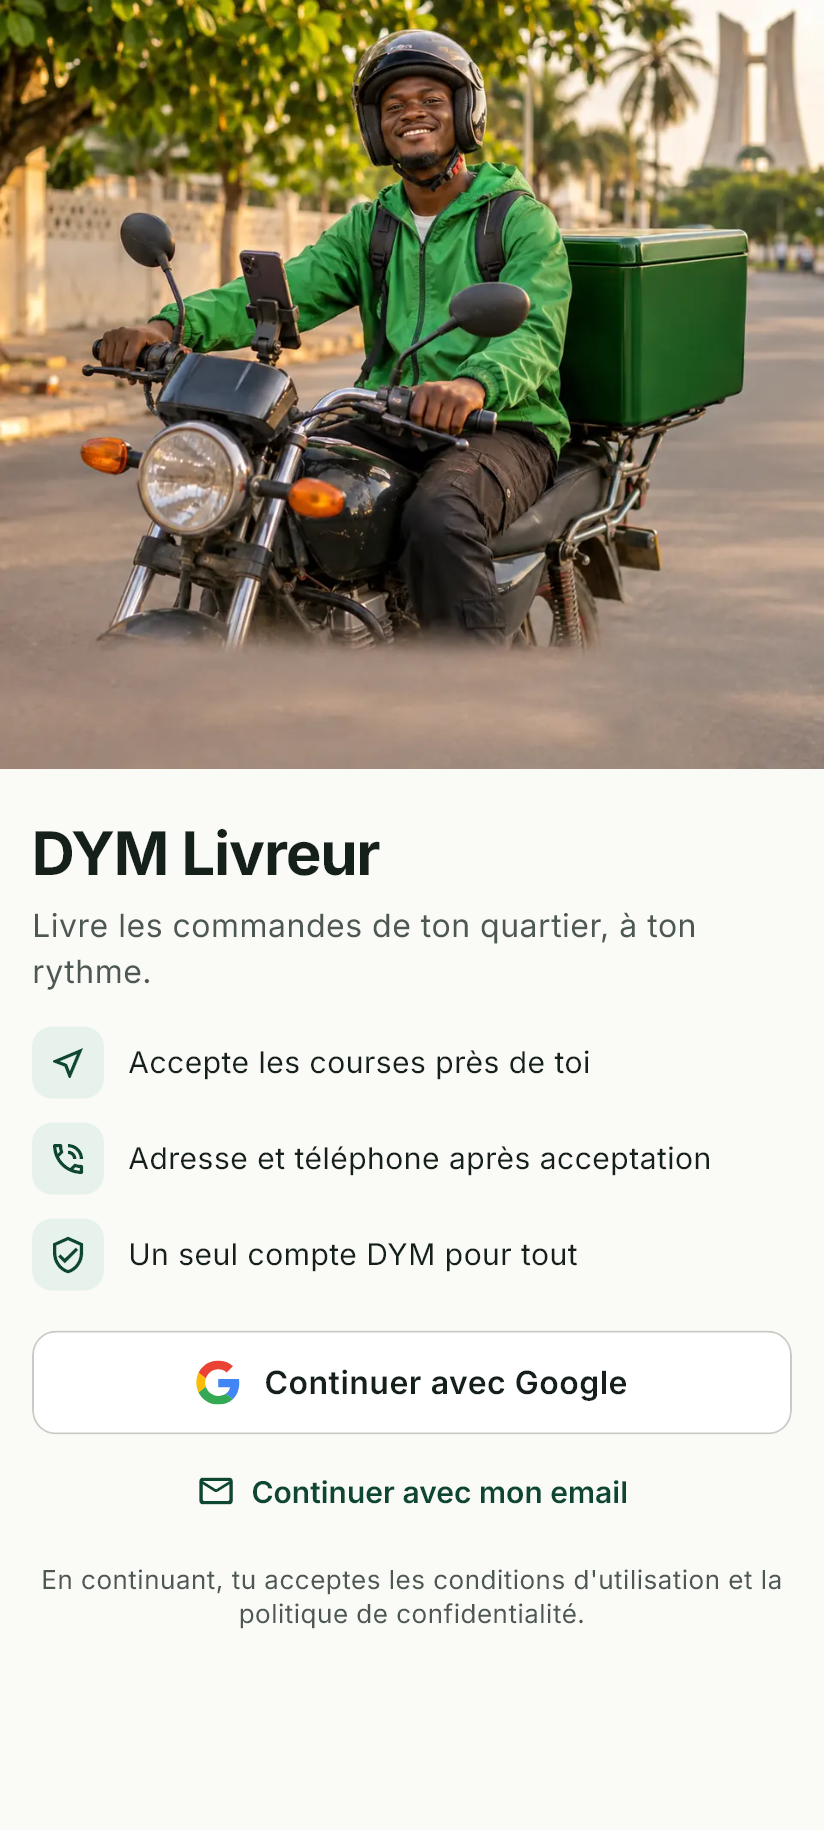 DYM Livreur
Livre les commandes de ton quartier, à ton
rythme.
Accepte les courses près de toi
Adresse et téléphone après acceptation
Un seul compte DYM pour tout
Continuer avec Google
Continuer avec mon email
En continuant, tu acceptes les conditions d'utilisation et la
politique de confidentialité.